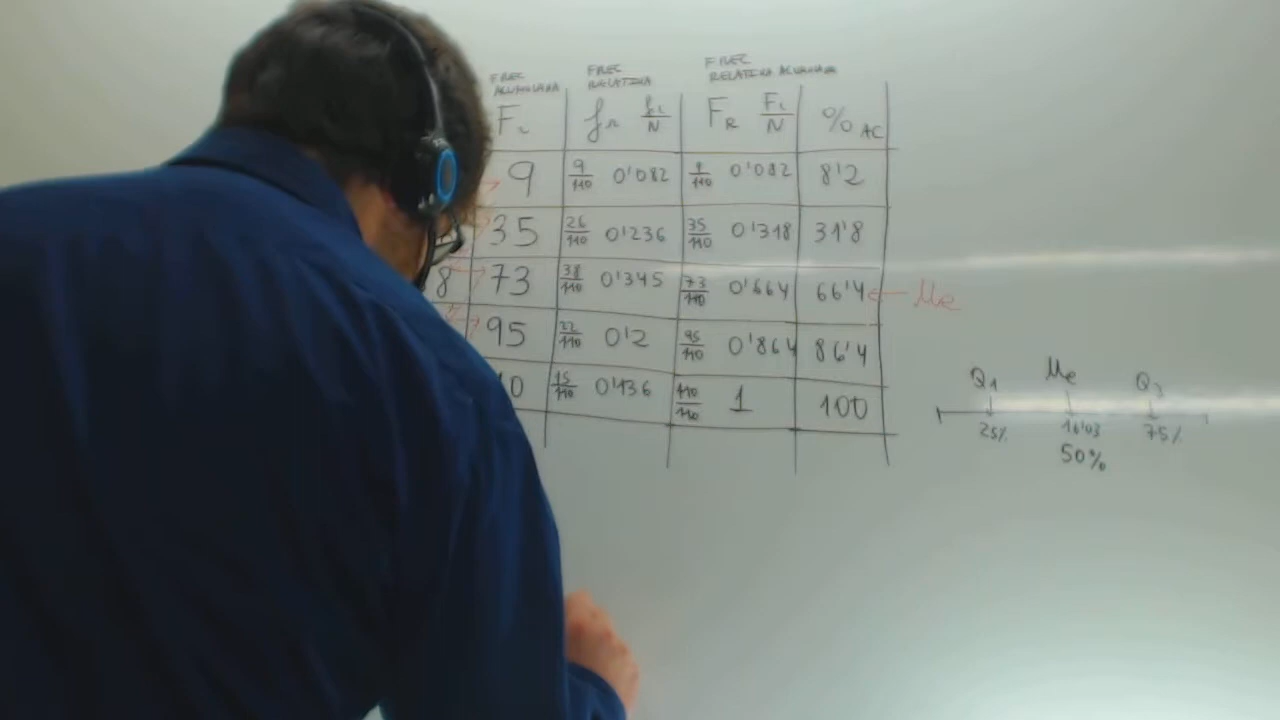 FREC ACUMULADA FREC RELATIVA FREC RELATIVA ACUMULADA
Fi fr fi/N FR Fi/N % AC
9 9/110 0'082 9/110 0'082 8'2
35 26/110 0'236 35/110 0'318 31'8
8 73 38/110 0'345 73/110 0'664 66'4 ← Me
95 22/110 0'2 95/110 0'864 86'4
0 15/110 0'136 110/110 1 100
Q1 Me Q3
25% 16'03 75%
50%